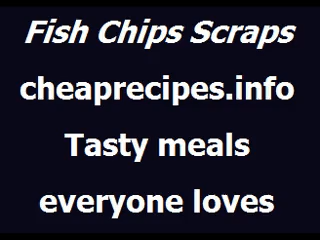 Fish Chips Scraps
cheaprecipes.info
Tasty meals
everyone loves